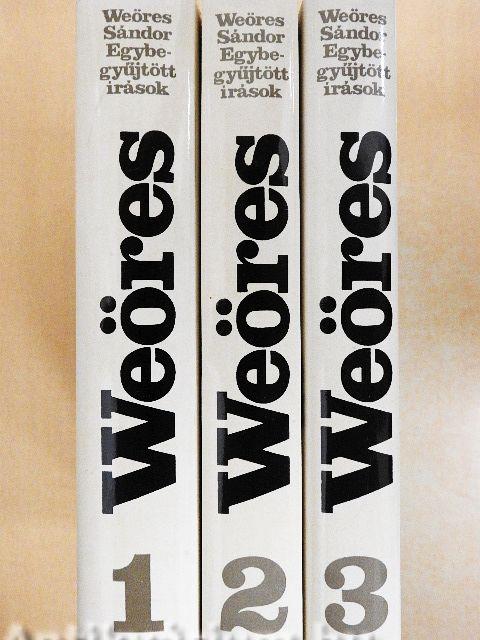 Weöres
Sándor
Egybe-
gyűjtött
írások
Weöres
1
Weöres
Sándor
Egybe-
gyűjtött
írások
Weöres
2
Weöres
Sándor
Egybe-
gyűjtött
írások
Weöres
3